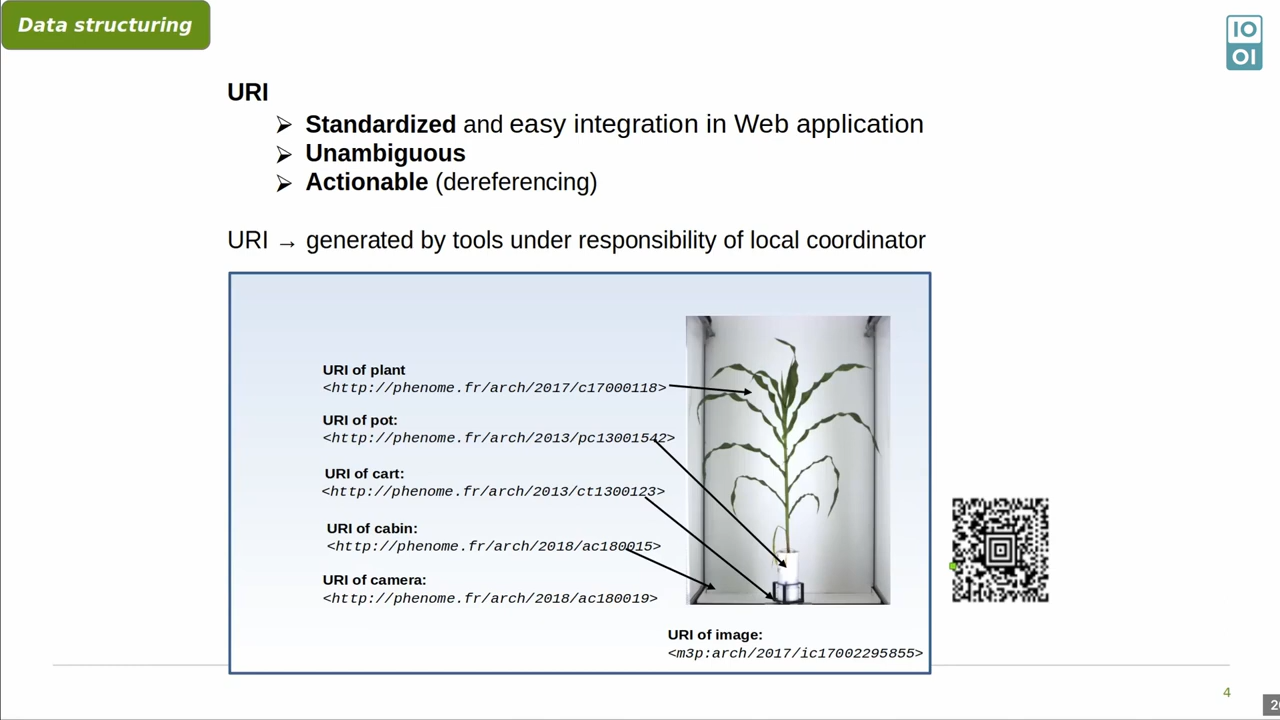 Data structuring
IO
OI
URI
➢ Standardized and easy integration in Web application
➢ Unambiguous
➢ Actionable (dereferencing)
URI → generated by tools under responsibility of local coordinator
URI of plant
<http://phenome.fr/arch/2017/c17000118>
URI of pot:
<http://phenome.fr/arch/2013/pc13001542>
URI of cart:
<http://phenome.fr/arch/2013/ct1300123>
URI of cabin:
<http://phenome.fr/arch/2018/ac180015>
URI of camera:
<http://phenome.fr/arch/2018/ac180019>
URI of image:
<m3p:arch/2017/ic17002295855>
4
2